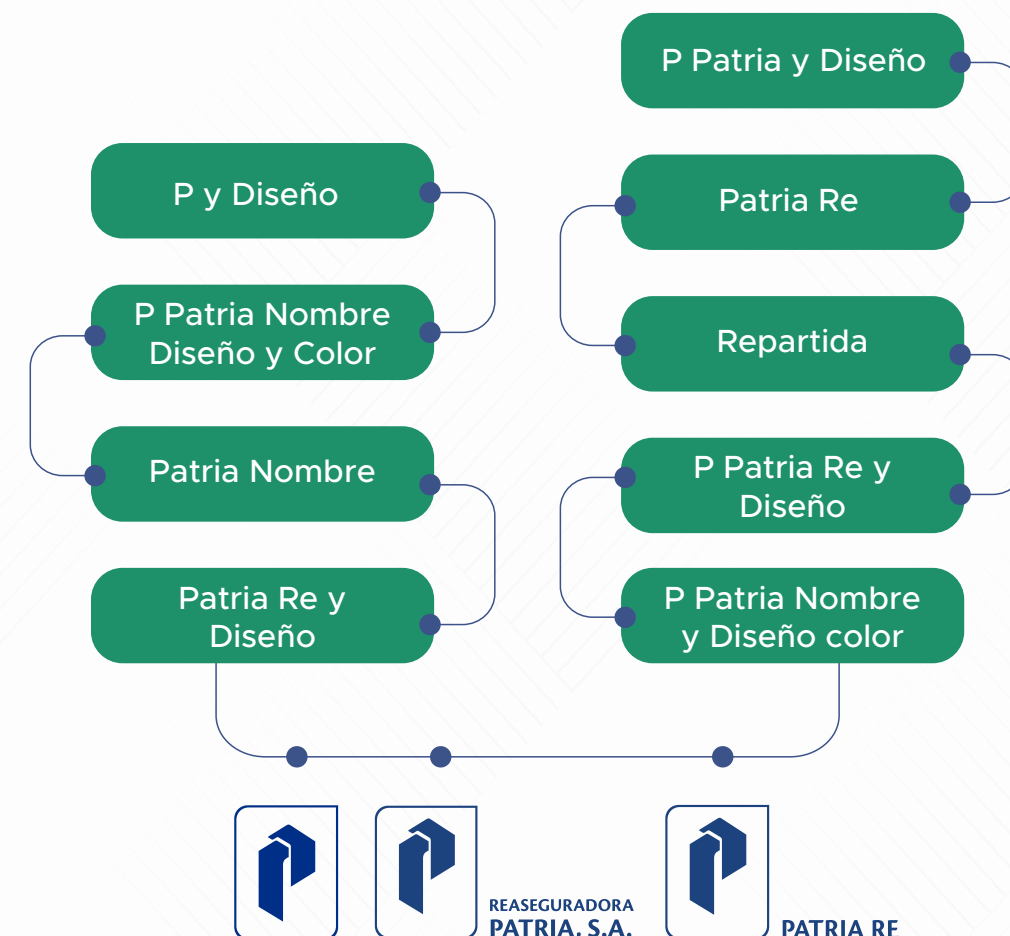 P y Diseño
P Patria Nombre
Diseño y Color
Patria Nombre
Patria Re y
Diseño
P Patria y Diseño
Patria Re
Repartida
P Patria Re y
Diseño
P Patria Nombre
y Diseño color
REASEGURADORA
PATRIA, S.A.
PATRIA RE